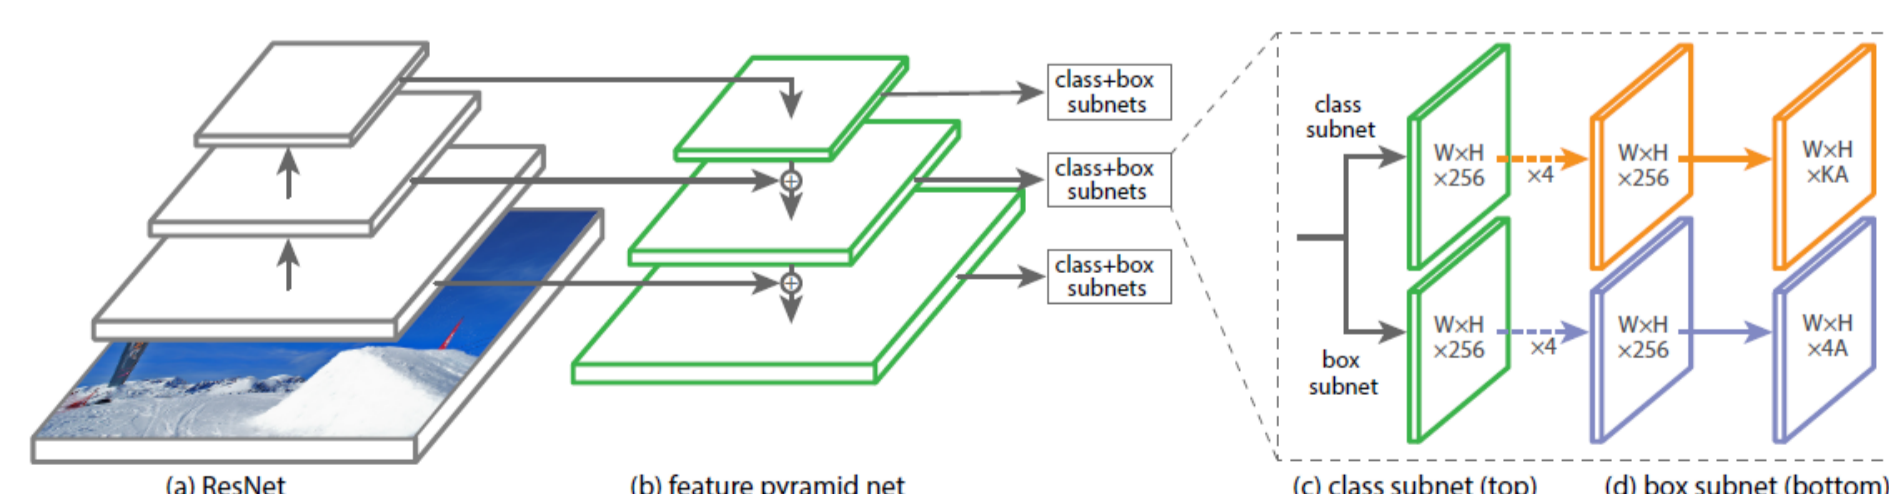 class+box
subnets
class+box
subnets
class+box
subnets
class
subnet
W×H
×256
×4
W×H
×256
W×H
×KA
box
subnet
W×H
×256
×4
W×H
×256
W×H
×4A
(a) ResNet
(b) feature pyramid net
(c) class subnet (top)
(d) box subnet (bottom)